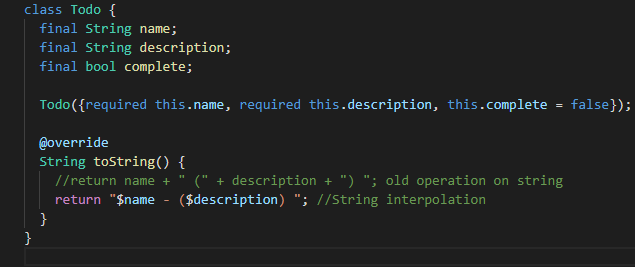 class Todo {
  final String name;
  final String description;
  final bool complete;

  Todo({required this.name, required this.description, this.complete = false});

  @override
  String toString() {
    //return name + " (" + description + ") "; old operation on string
    return "$name - ($description) "; //String interpolation
  }
}